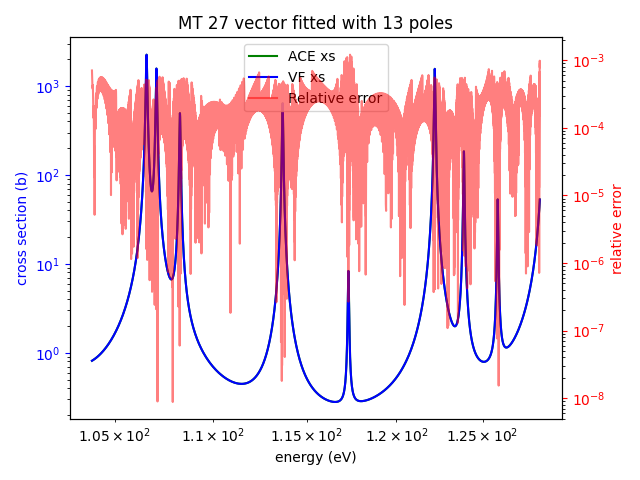 MT 27 vector fitted with 13 poles
ACE xs
VF xs
Relative error
cross section (b)
10³
10²
10¹
10⁰
relative error
10⁻³
10⁻⁴
10⁻⁵
10⁻⁶
10⁻⁷
10⁻⁸
1.05 × 10² 1.1 × 10² 1.15 × 10² 1.2 × 10² 1.25 × 10²
energy (eV)